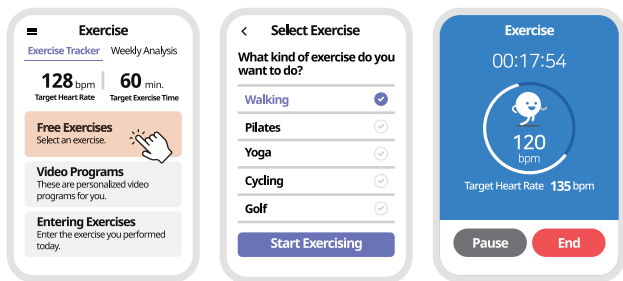 Exercise
Exercise Tracker Weekly Analysis
128 bpm 60 min.
Target Heart Rate Target Exercise Time
Free Exercises
Select an exercise.
Video Programs
These are personalized video
programs for you.
Entering Exercises
Enter the exercise you performed
today.
< Select Exercise
What kind of exercise do you
want to do?
Walking
Pilates
Yoga
Cycling
Golf
Start Exercising
Exercise
00:17:54
120
bpm
Target Heart Rate 135 bpm
Pause End